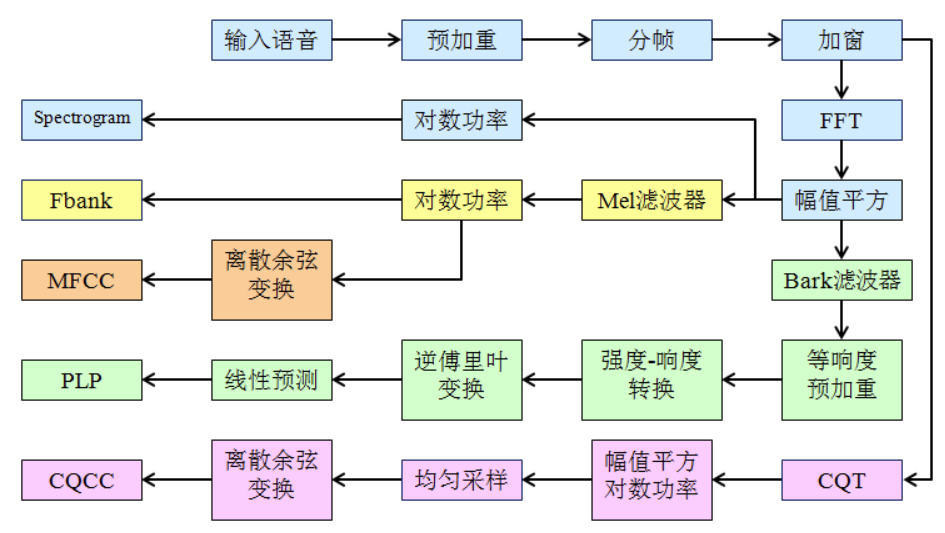 输入语音
预加重
分帧
加窗
Spectrogram
对数功率
FFT
Fbank
对数功率
Mel滤波器
幅值平方
MFCC
离散余弦
变换
Bark滤波器
PLP
线性预测
逆傅里叶
变换
强度-响度
转换
等响度
预加重
CQCC
离散余弦
变换
均匀采样
幅值平方
对数功率
CQT